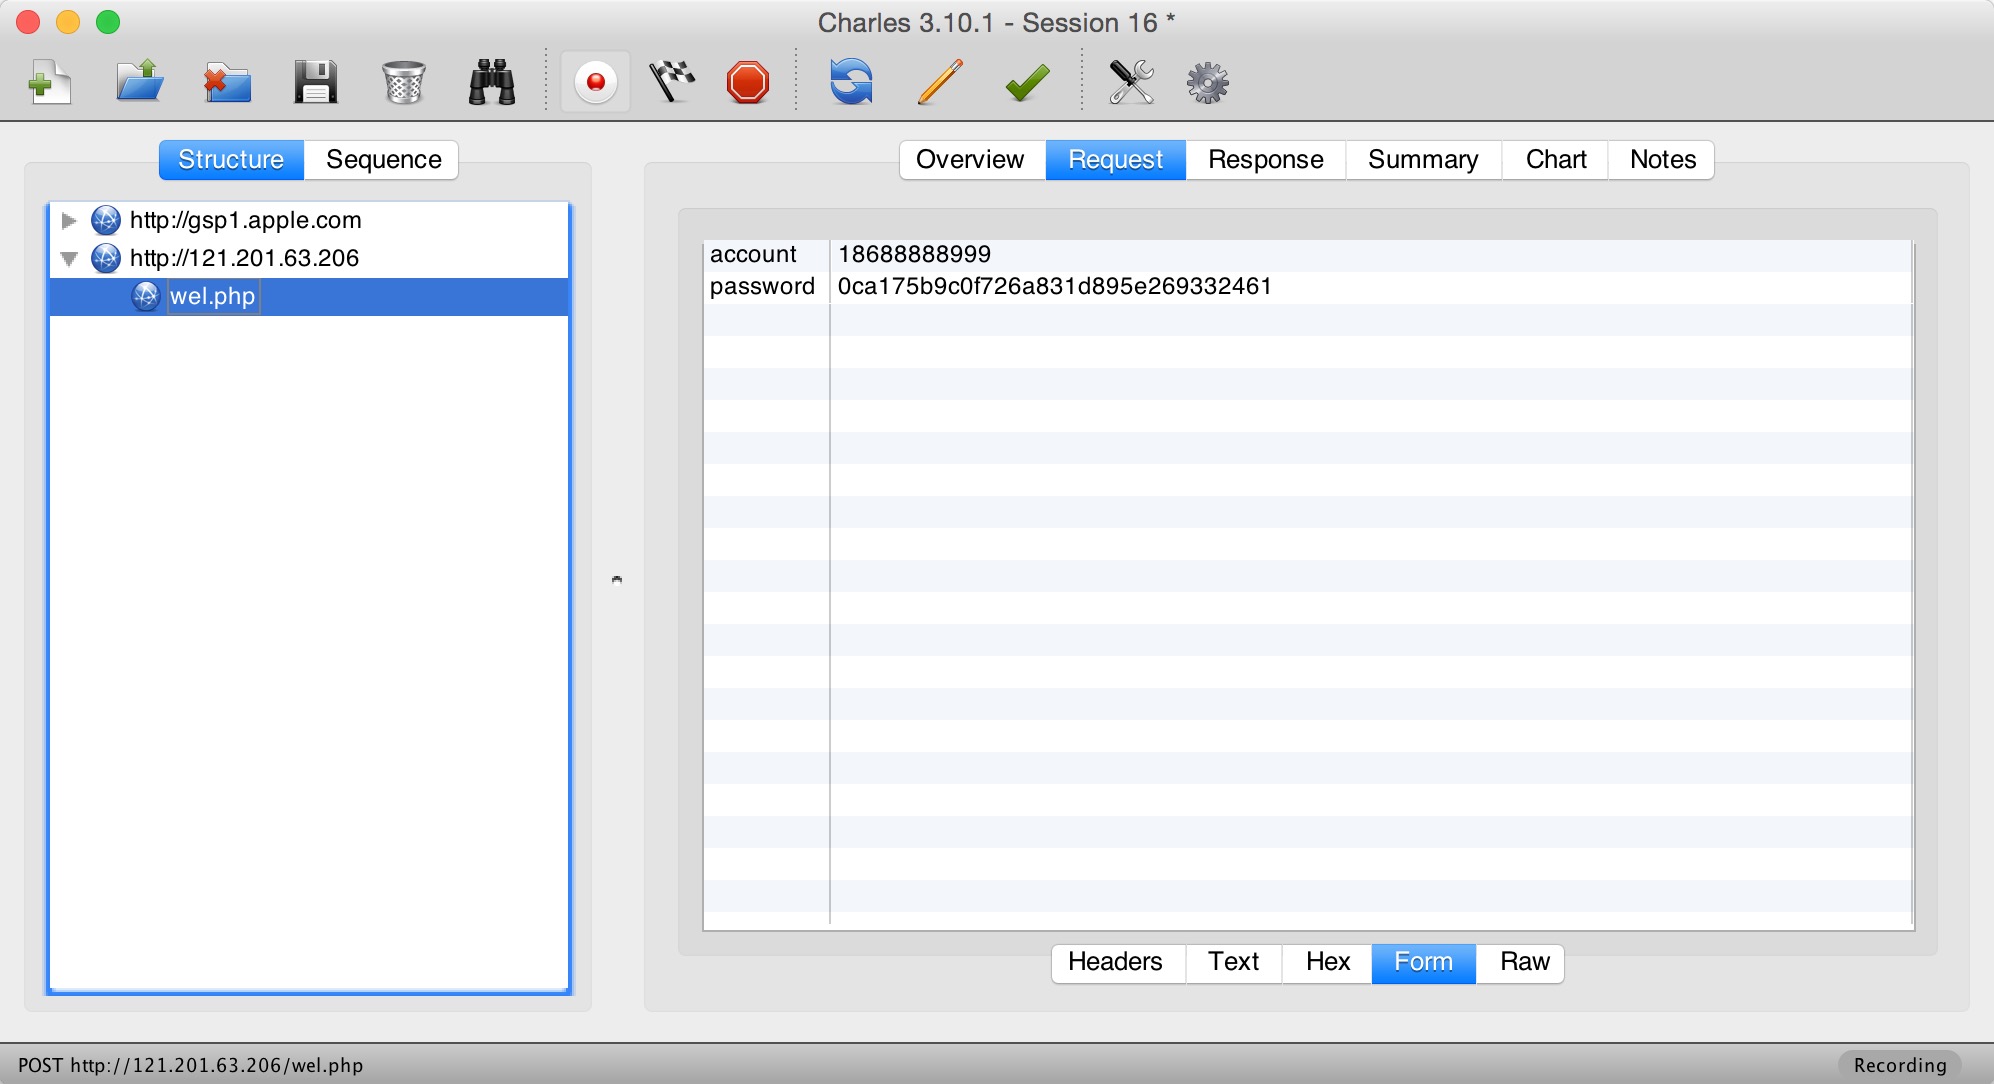 Charles 3.10.1 - Session 16 *
Structure Sequence
Overview Request Response Summary Chart Notes
http://gsp1.apple.com
http://121.201.63.206
wel.php
account 18688888999
password 0ca175b9c0f726a831d895e269332461
Headers Text Hex Form Raw
POST http://121.201.63.206/wel.php
Recording